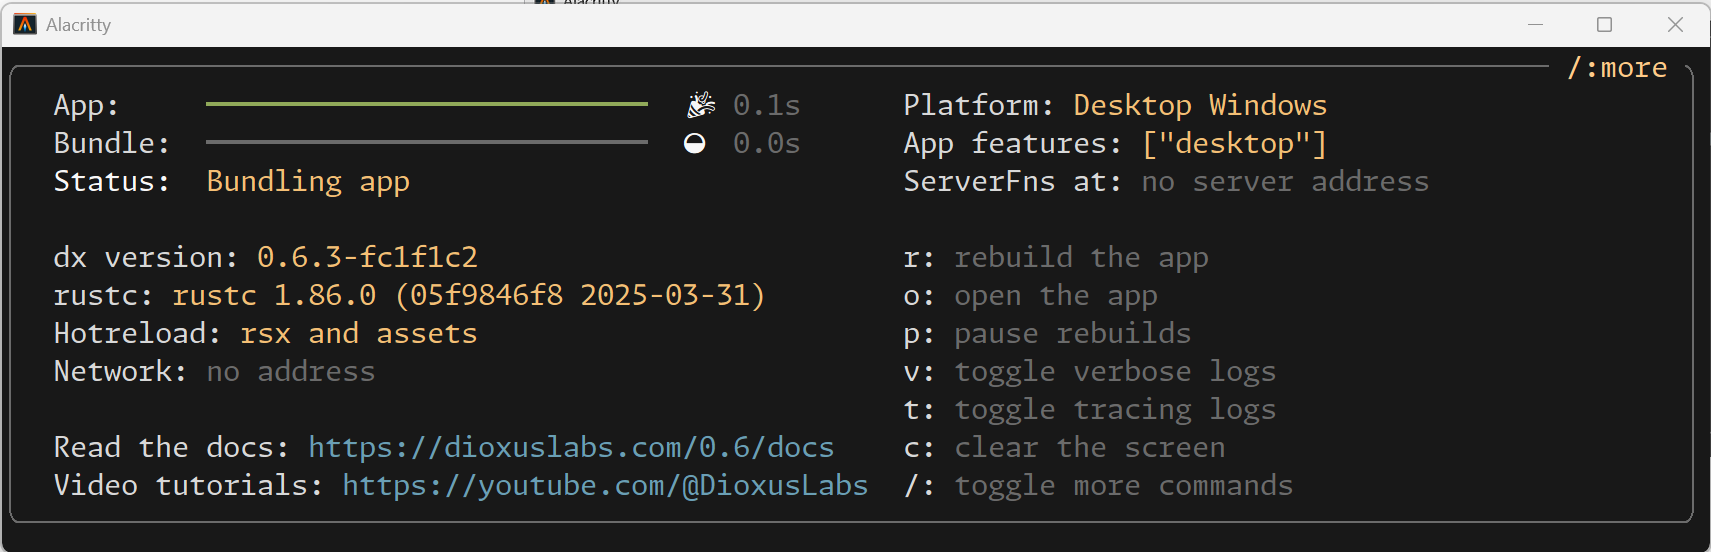 Alacritty
Alacritty
/:more
App: 0.1s Platform: Desktop Windows
Bundle: 0.0s App features: ["desktop"]
Status: Bundling app ServerFns at: no server address
dx version: 0.6.3-fc1f1c2 r: rebuild the app
rustc: rustc 1.86.0 (05f9846f8 2025-03-31) o: open the app
Hotreload: rsx and assets p: pause rebuilds
Network: no address v: toggle verbose logs
t: toggle tracing logs
Read the docs: https://dioxuslabs.com/0.6/docs c: clear the screen
Video tutorials: https://youtube.com/@DioxusLabs /: toggle more commands